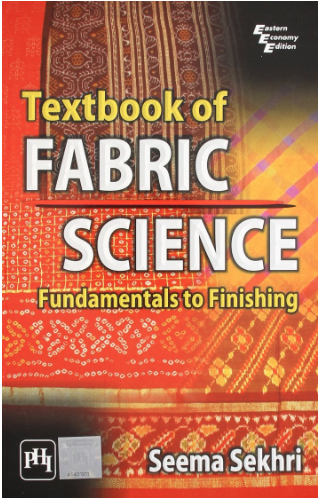 Eastern
Economy
Edition
Textbook of
FABRIC
SCIENCE
Fundamentals to Finishing
PHI
Seema Sekhri